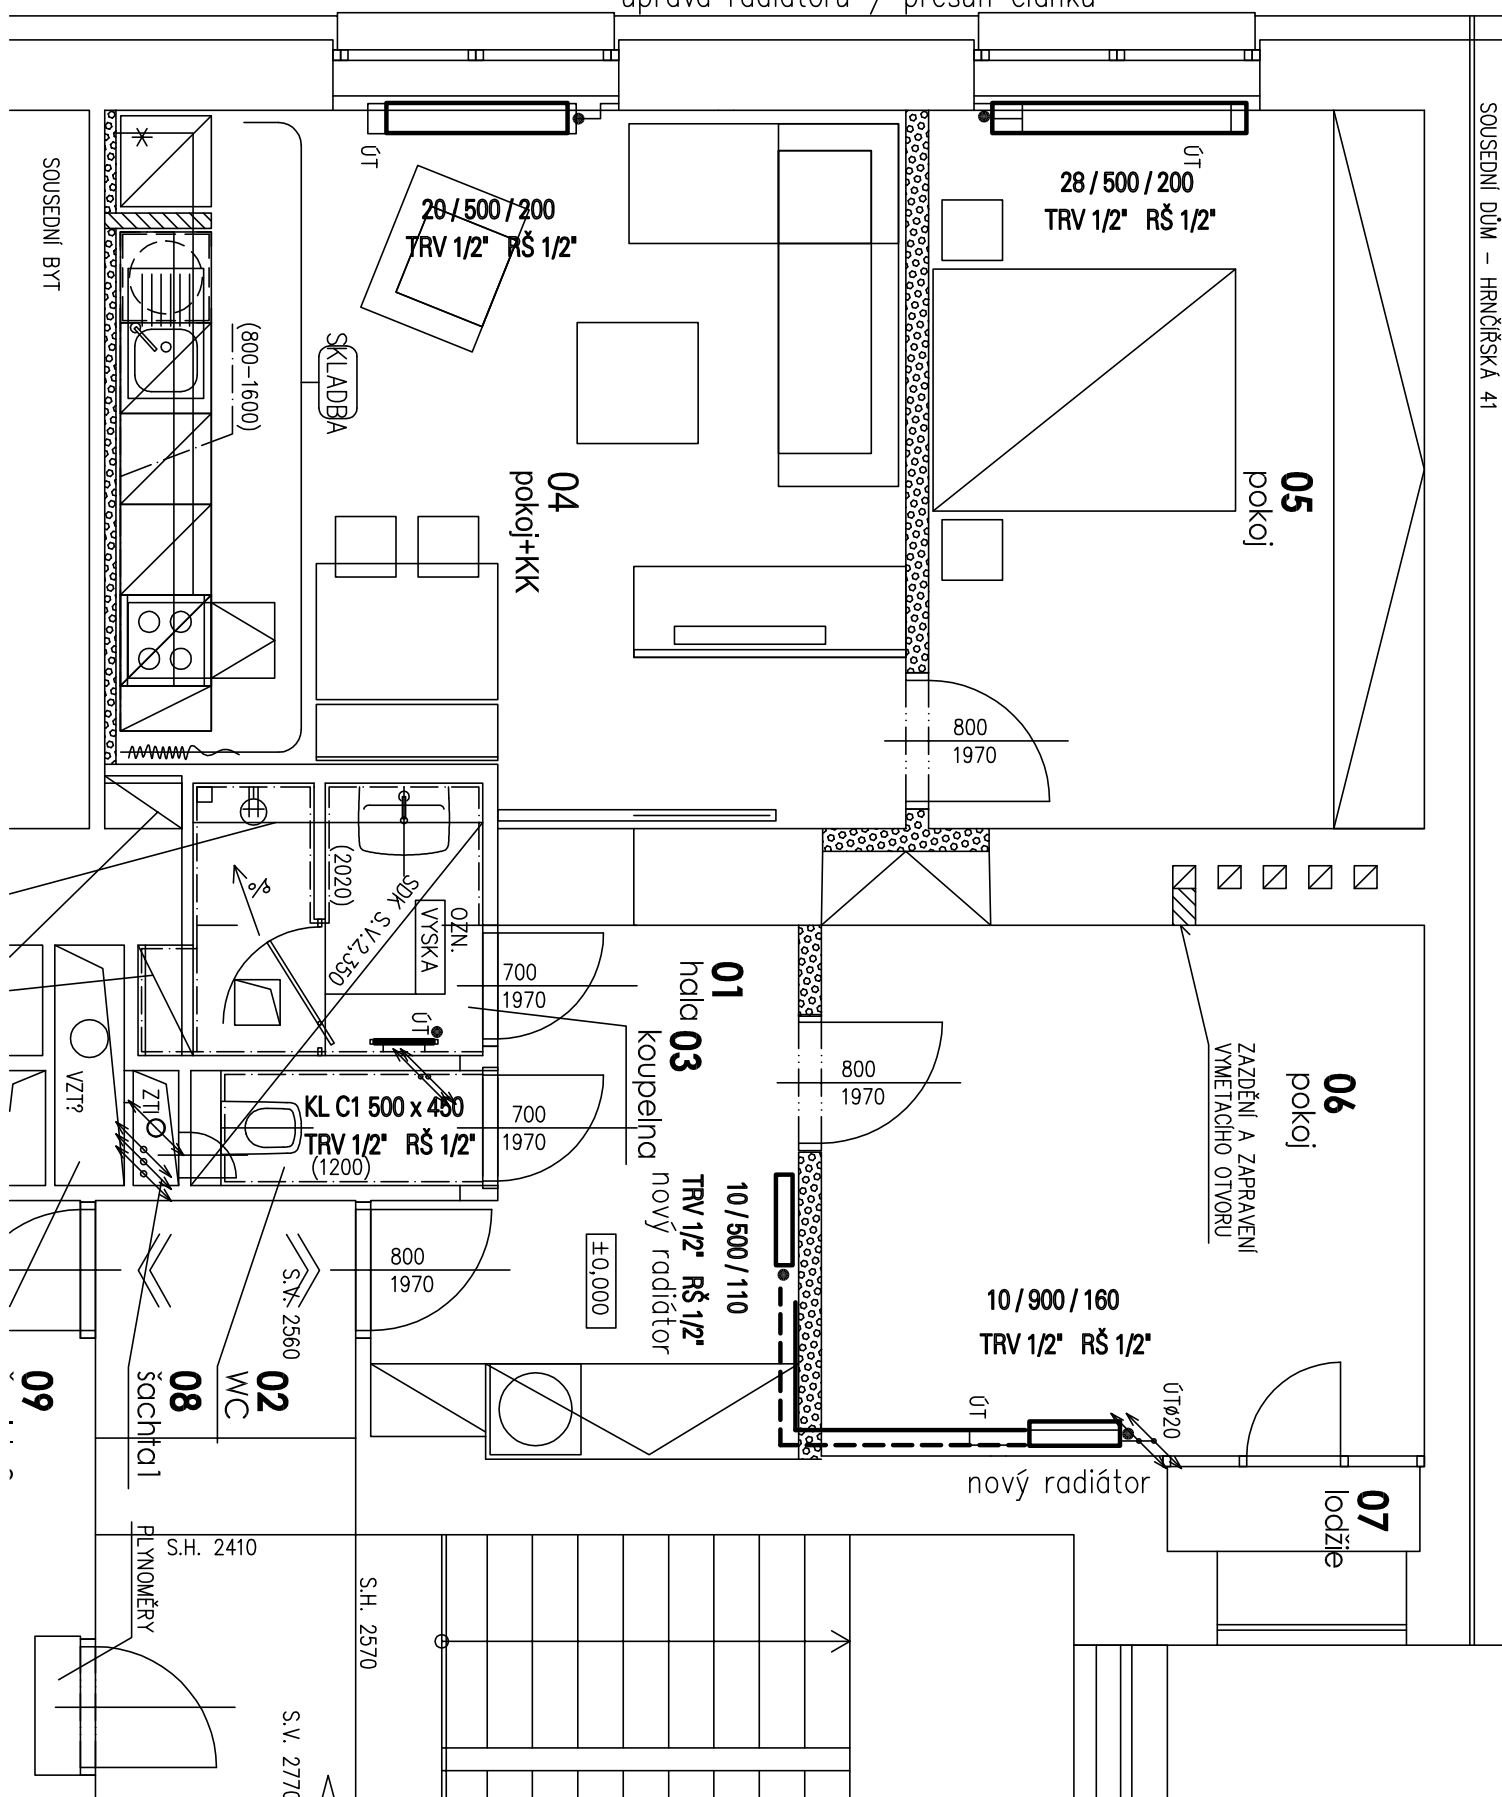 úprava radiátoru / přesun článků
SOUSEDNÍ DŮM – HRNČÍŘSKÁ 41
SOUSEDNÍ BYT
ÚT
20 / 500 / 200
TRV 1/2" RŠ 1/2"
ÚT
28 / 500 / 200
TRV 1/2" RŠ 1/2"
(800–1600)
SKLADBA
04
pokoj+KK
05
pokoj
800
1970
(2020)
%
SDK S.V.2,350
OZN.
VÝŠKA
ÚT
700
1970
01
hala
03
koupelna
800
1970
ZAZDĚNÍ A ZAPRAVENÍ
VYMETACÍHO OTVORU
06
pokoj
VZT?
ZTI
KL C1 500 x 450
TRV 1/2" RŠ 1/2"
(1200)
700
1970
10 / 500 / 110
TRV 1/2" RŠ 1/2"
nový radiátor
±0,000
800
1970
S.V. 2560
10 / 900 / 160
TRV 1/2" RŠ 1/2"
ÚT
ÚTø20
nový radiátor
09
08
šachta1
02
WC
07
lodžie
PLYNOMĚRY
S.H. 2410
S.H. 2570
S.V. 2770